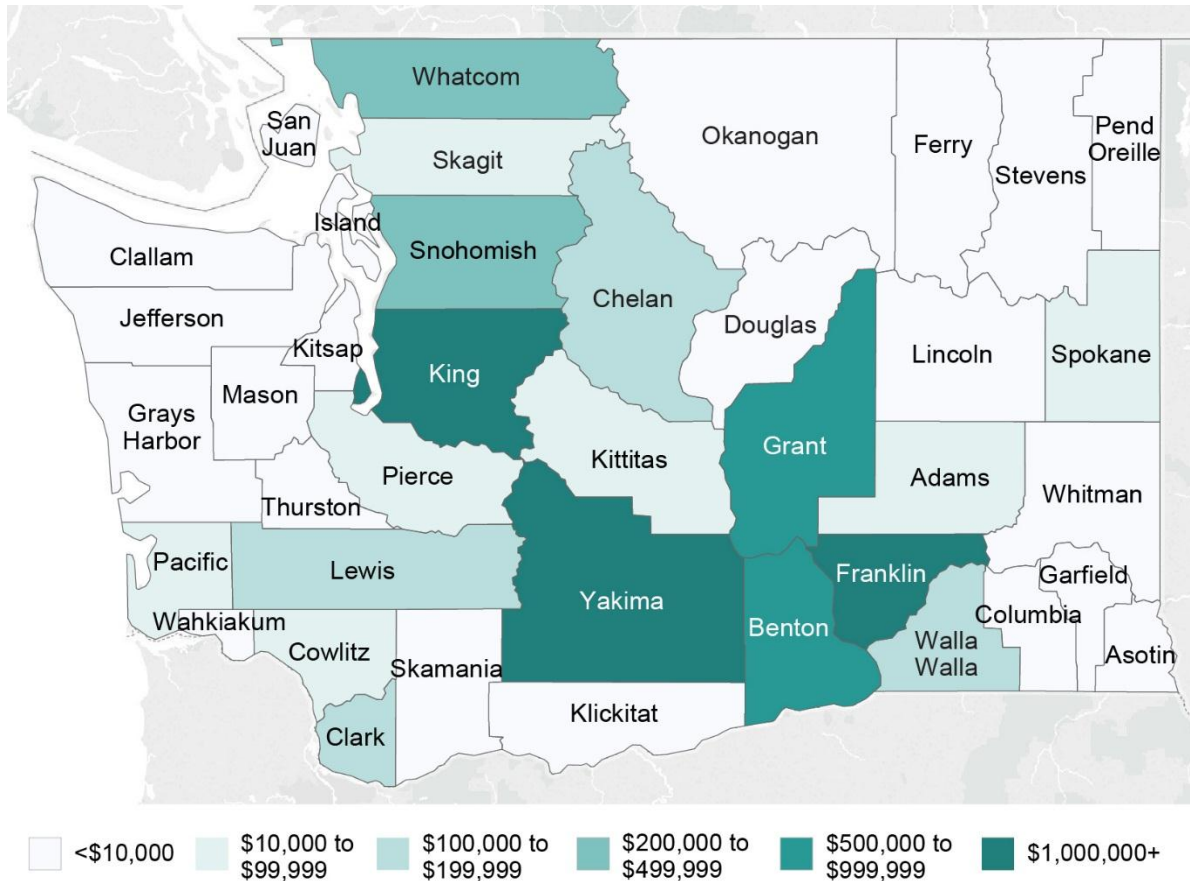 Whatcom
San
Juan
Okanogan
Ferry
Pend
Oreille
Skagit
Stevens
Island
Snohomish
Clallam
Chelan
Jefferson
Douglas
Kitsap
Lincoln
Spokane
King
Mason
Grays
Harbor
Grant
Kittitas
Pierce
Adams
Whitman
Thurston
Pacific
Lewis
Franklin
Garfield
Yakima
Wahkiakum
Columbia
Benton
Walla
Walla
Cowlitz
Skamania
Asotin
Klickitat
Clark
<$10,000
$10,000 to
$99,999
$100,000 to
$199,999
$200,000 to
$499,999
$500,000 to
$999,999
$1,000,000+